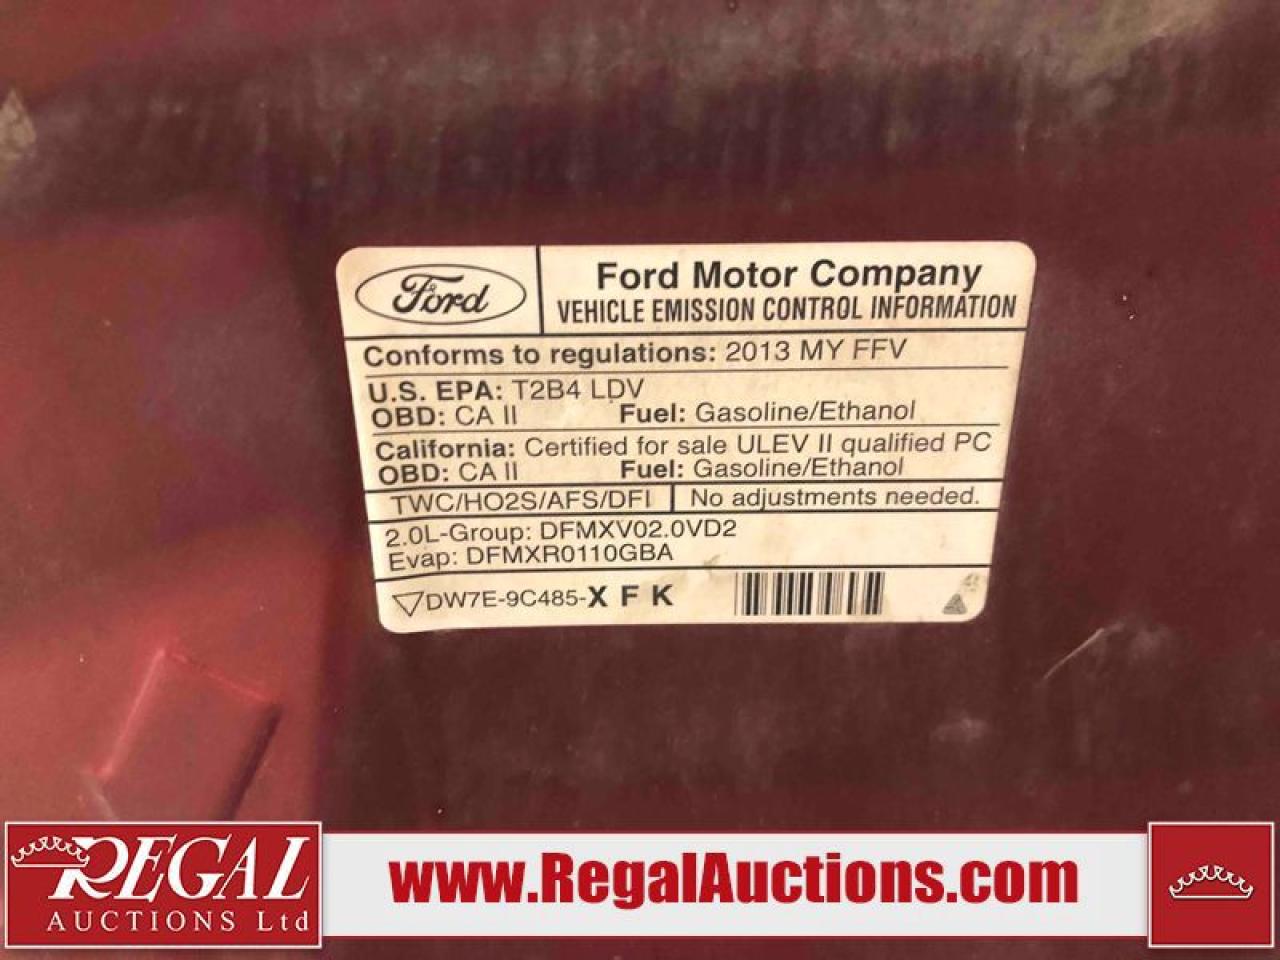 Ford
Ford Motor Company
VEHICLE EMISSION CONTROL INFORMATION
Conforms to regulations: 2013 MY FFV
U.S. EPA: T2B4 LDV
OBD: CA II Fuel: Gasoline/Ethanol
California: Certified for sale ULEV II qualified PC
OBD: CA II Fuel: Gasoline/Ethanol
TWC/HO2S/AFS/DFI No adjustments needed.
2.0L-Group: DFMXV02.0VD2
Evap: DFMXR0110GBA
DW7E-9C485-X F K
REGAL
AUCTIONS Ltd
www.RegalAuctions.com